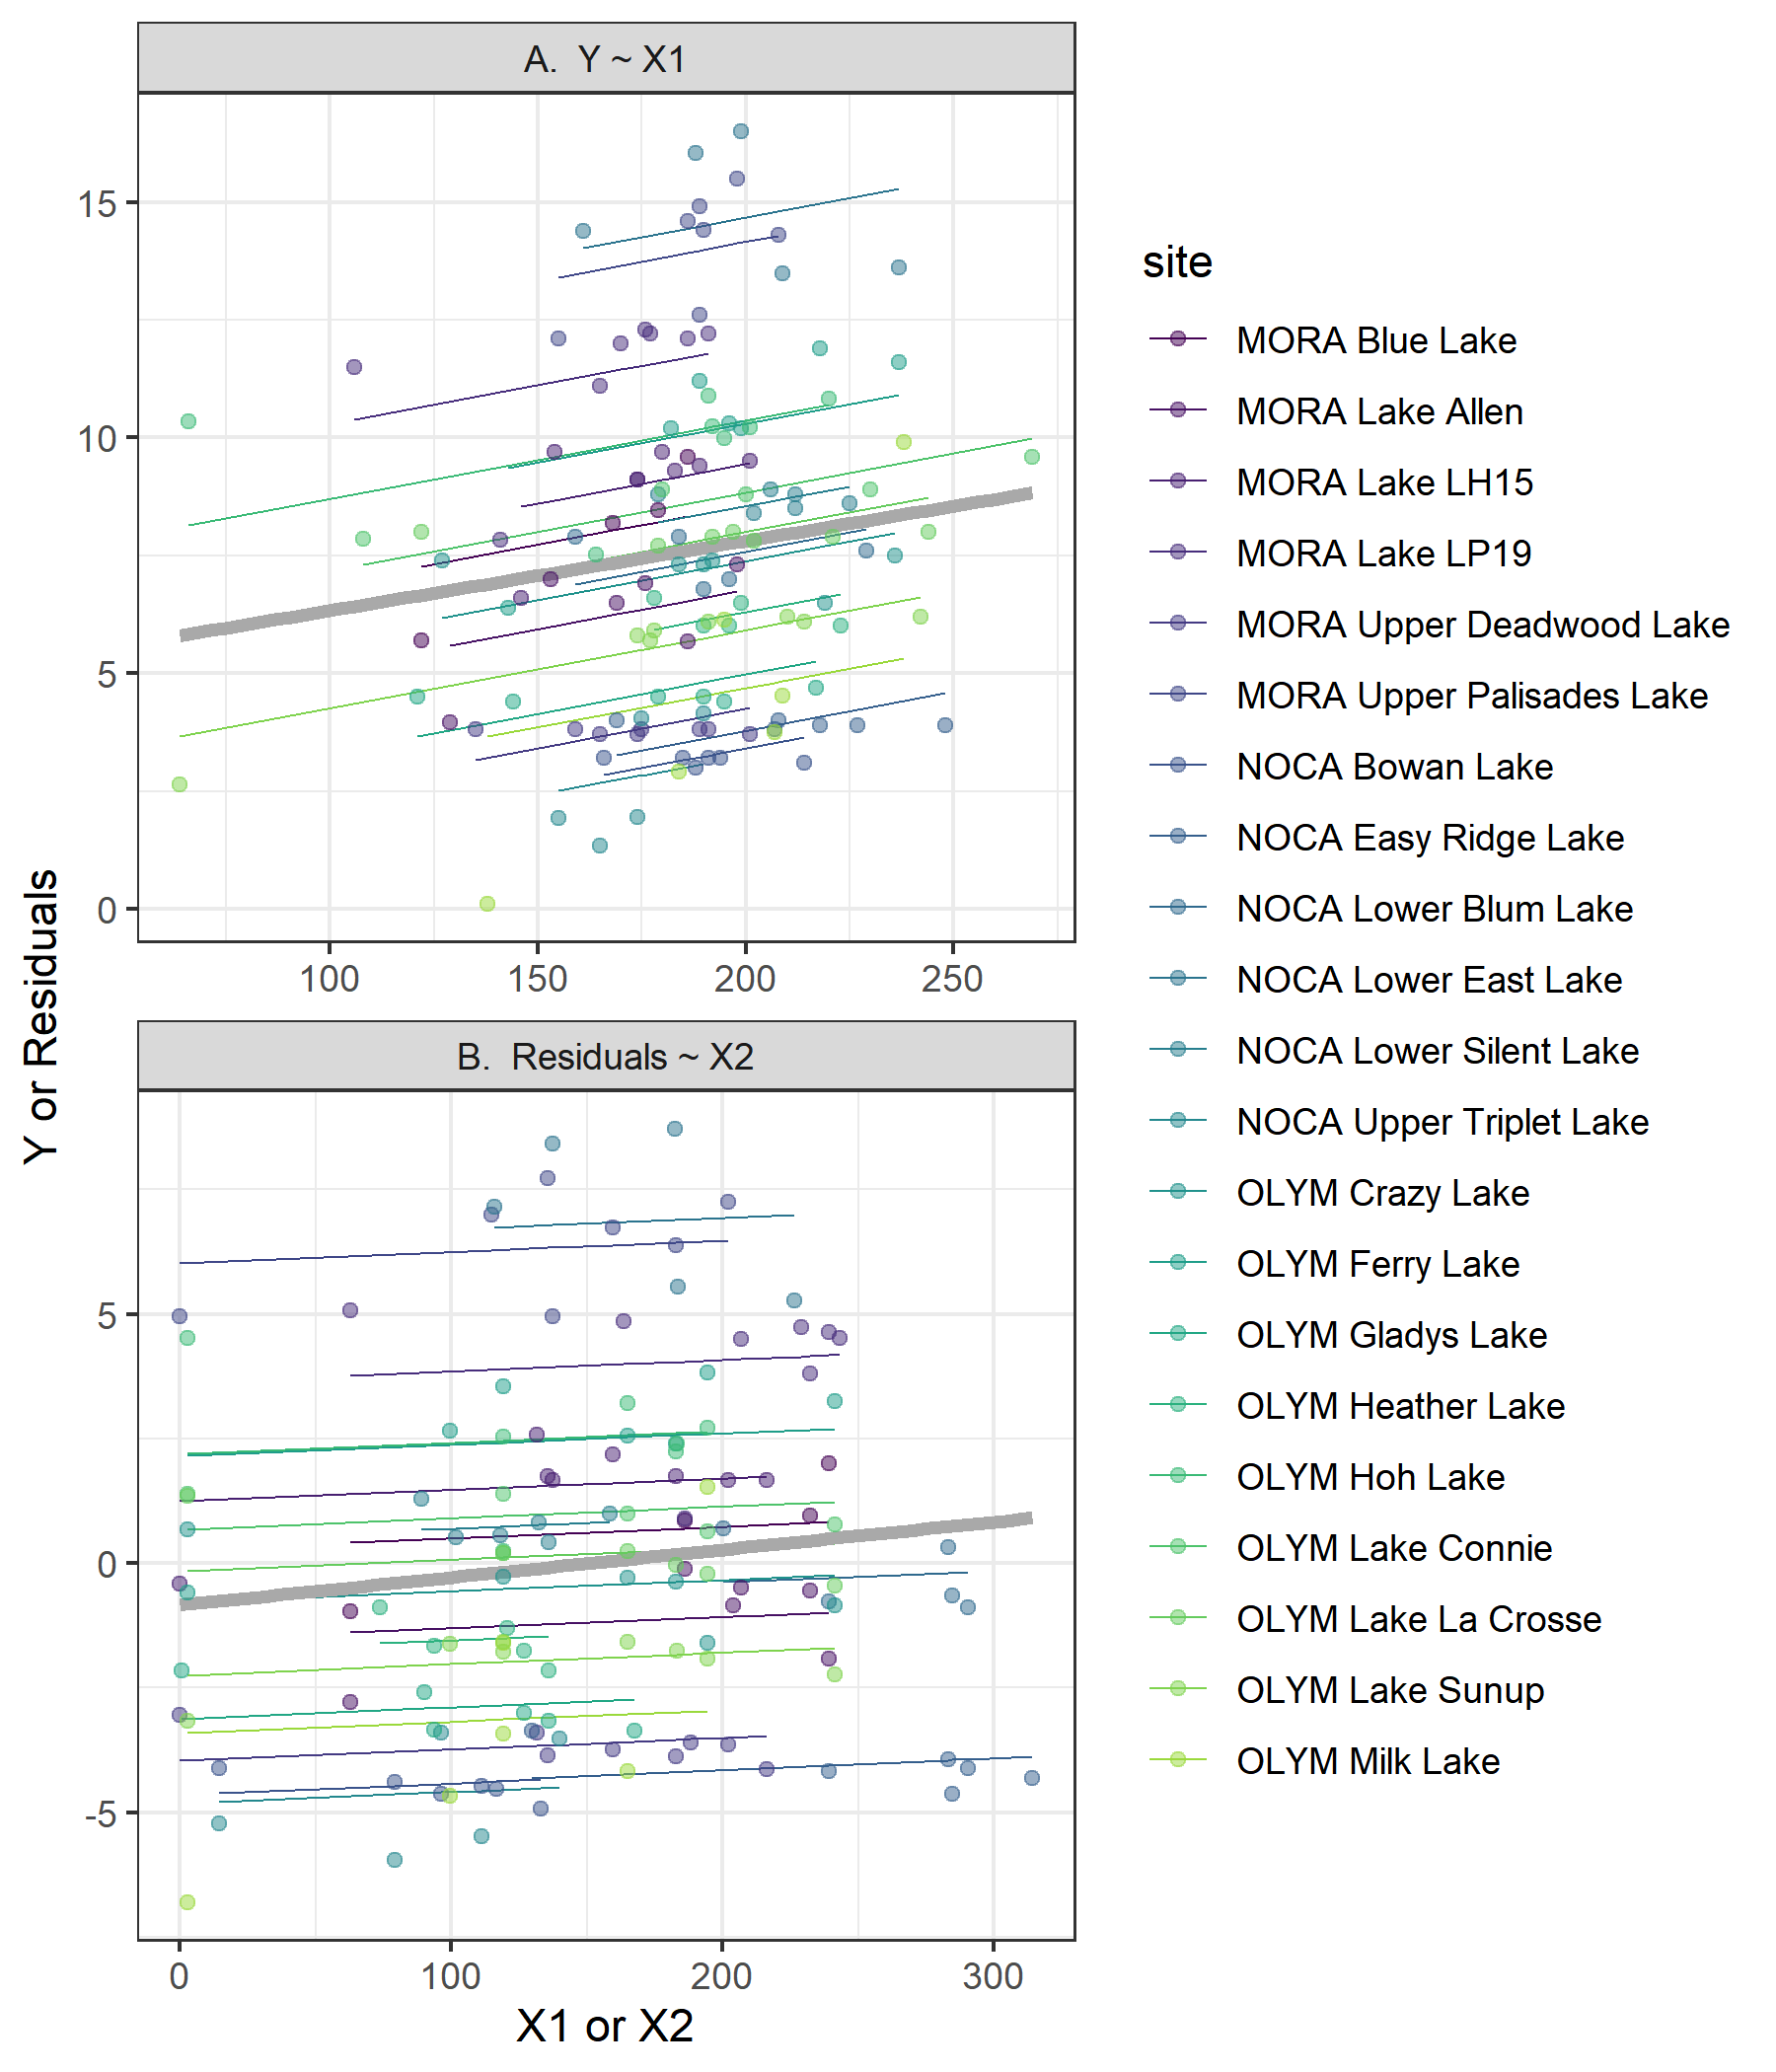 A.  Y ~ X1
15
10
5
0
100 150 200 250
B.  Residuals ~ X2
5
0
-5
0 100 200 300
X1 or X2
Y or Residuals
site
MORA Blue Lake
MORA Lake Allen
MORA Lake LH15
MORA Lake LP19
MORA Upper Deadwood Lake
MORA Upper Palisades Lake
NOCA Bowan Lake
NOCA Easy Ridge Lake
NOCA Lower Blum Lake
NOCA Lower East Lake
NOCA Lower Silent Lake
NOCA Upper Triplet Lake
OLYM Crazy Lake
OLYM Ferry Lake
OLYM Gladys Lake
OLYM Heather Lake
OLYM Hoh Lake
OLYM Lake Connie
OLYM Lake La Crosse
OLYM Lake Sunup
OLYM Milk Lake